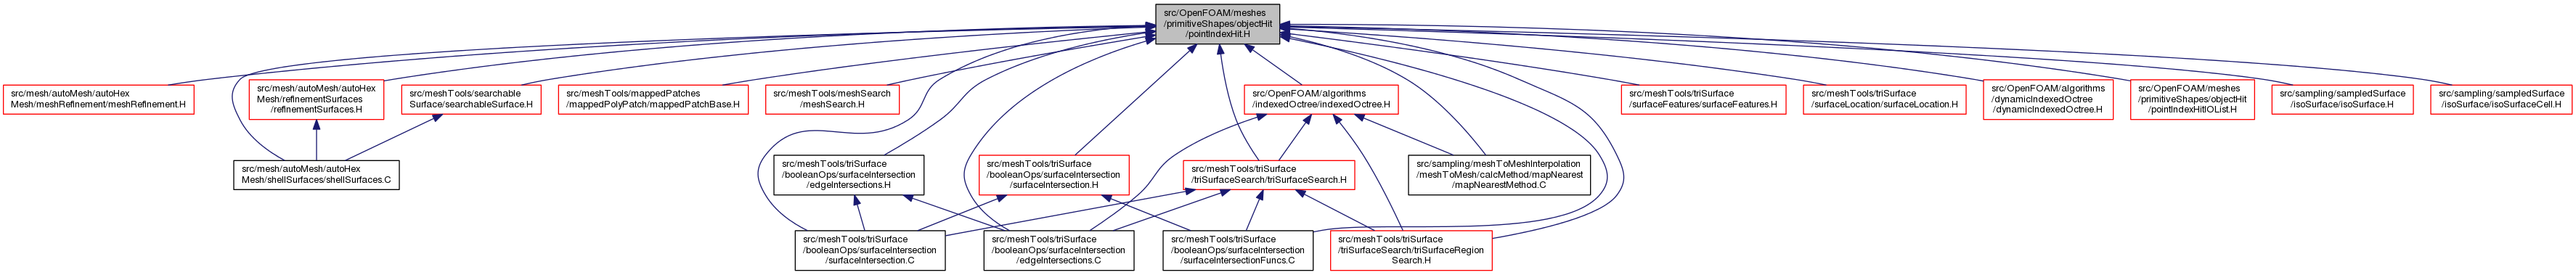 src/OpenFOAM/meshes
/primitiveShapes/objectHit
/pointIndexHit.H
src/mesh/autoMesh/autoHex
Mesh/meshRefinement/meshRefinement.H
src/mesh/autoMesh/autoHex
Mesh/refinementSurfaces
/refinementSurfaces.H
src/meshTools/searchable
Surface/searchableSurface.H
src/meshTools/mappedPatches
/mappedPolyPatch/mappedPatchBase.H
src/meshTools/meshSearch
/meshSearch.H
src/OpenFOAM/algorithms
/indexedOctree/indexedOctree.H
src/meshTools/triSurface
/surfaceFeatures/surfaceFeatures.H
src/meshTools/triSurface
/surfaceLocation/surfaceLocation.H
src/OpenFOAM/algorithms
/dynamicIndexedOctree
/dynamicIndexedOctree.H
src/OpenFOAM/meshes
/primitiveShapes/objectHit
/pointIndexHitIOList.H
src/sampling/sampledSurface
/isoSurface/isoSurface.H
src/sampling/sampledSurface
/isoSurface/isoSurfaceCell.H
src/mesh/autoMesh/autoHex
Mesh/shellSurfaces/shellSurfaces.C
src/meshTools/triSurface
/booleanOps/surfaceIntersection
/edgeIntersections.H
src/meshTools/triSurface
/booleanOps/surfaceIntersection
/surfaceIntersection.H
src/meshTools/triSurface
/triSurfaceSearch/triSurfaceSearch.H
src/sampling/meshToMeshInterpolation
/meshToMesh/calcMethod/mapNearest
/mapNearestMethod.C
src/meshTools/triSurface
/booleanOps/surfaceIntersection
/surfaceIntersection.C
src/meshTools/triSurface
/booleanOps/surfaceIntersection
/edgeIntersections.C
src/meshTools/triSurface
/booleanOps/surfaceIntersection
/surfaceIntersectionFuncs.C
src/meshTools/triSurface
/triSurfaceSearch/triSurfaceRegion
Search.H